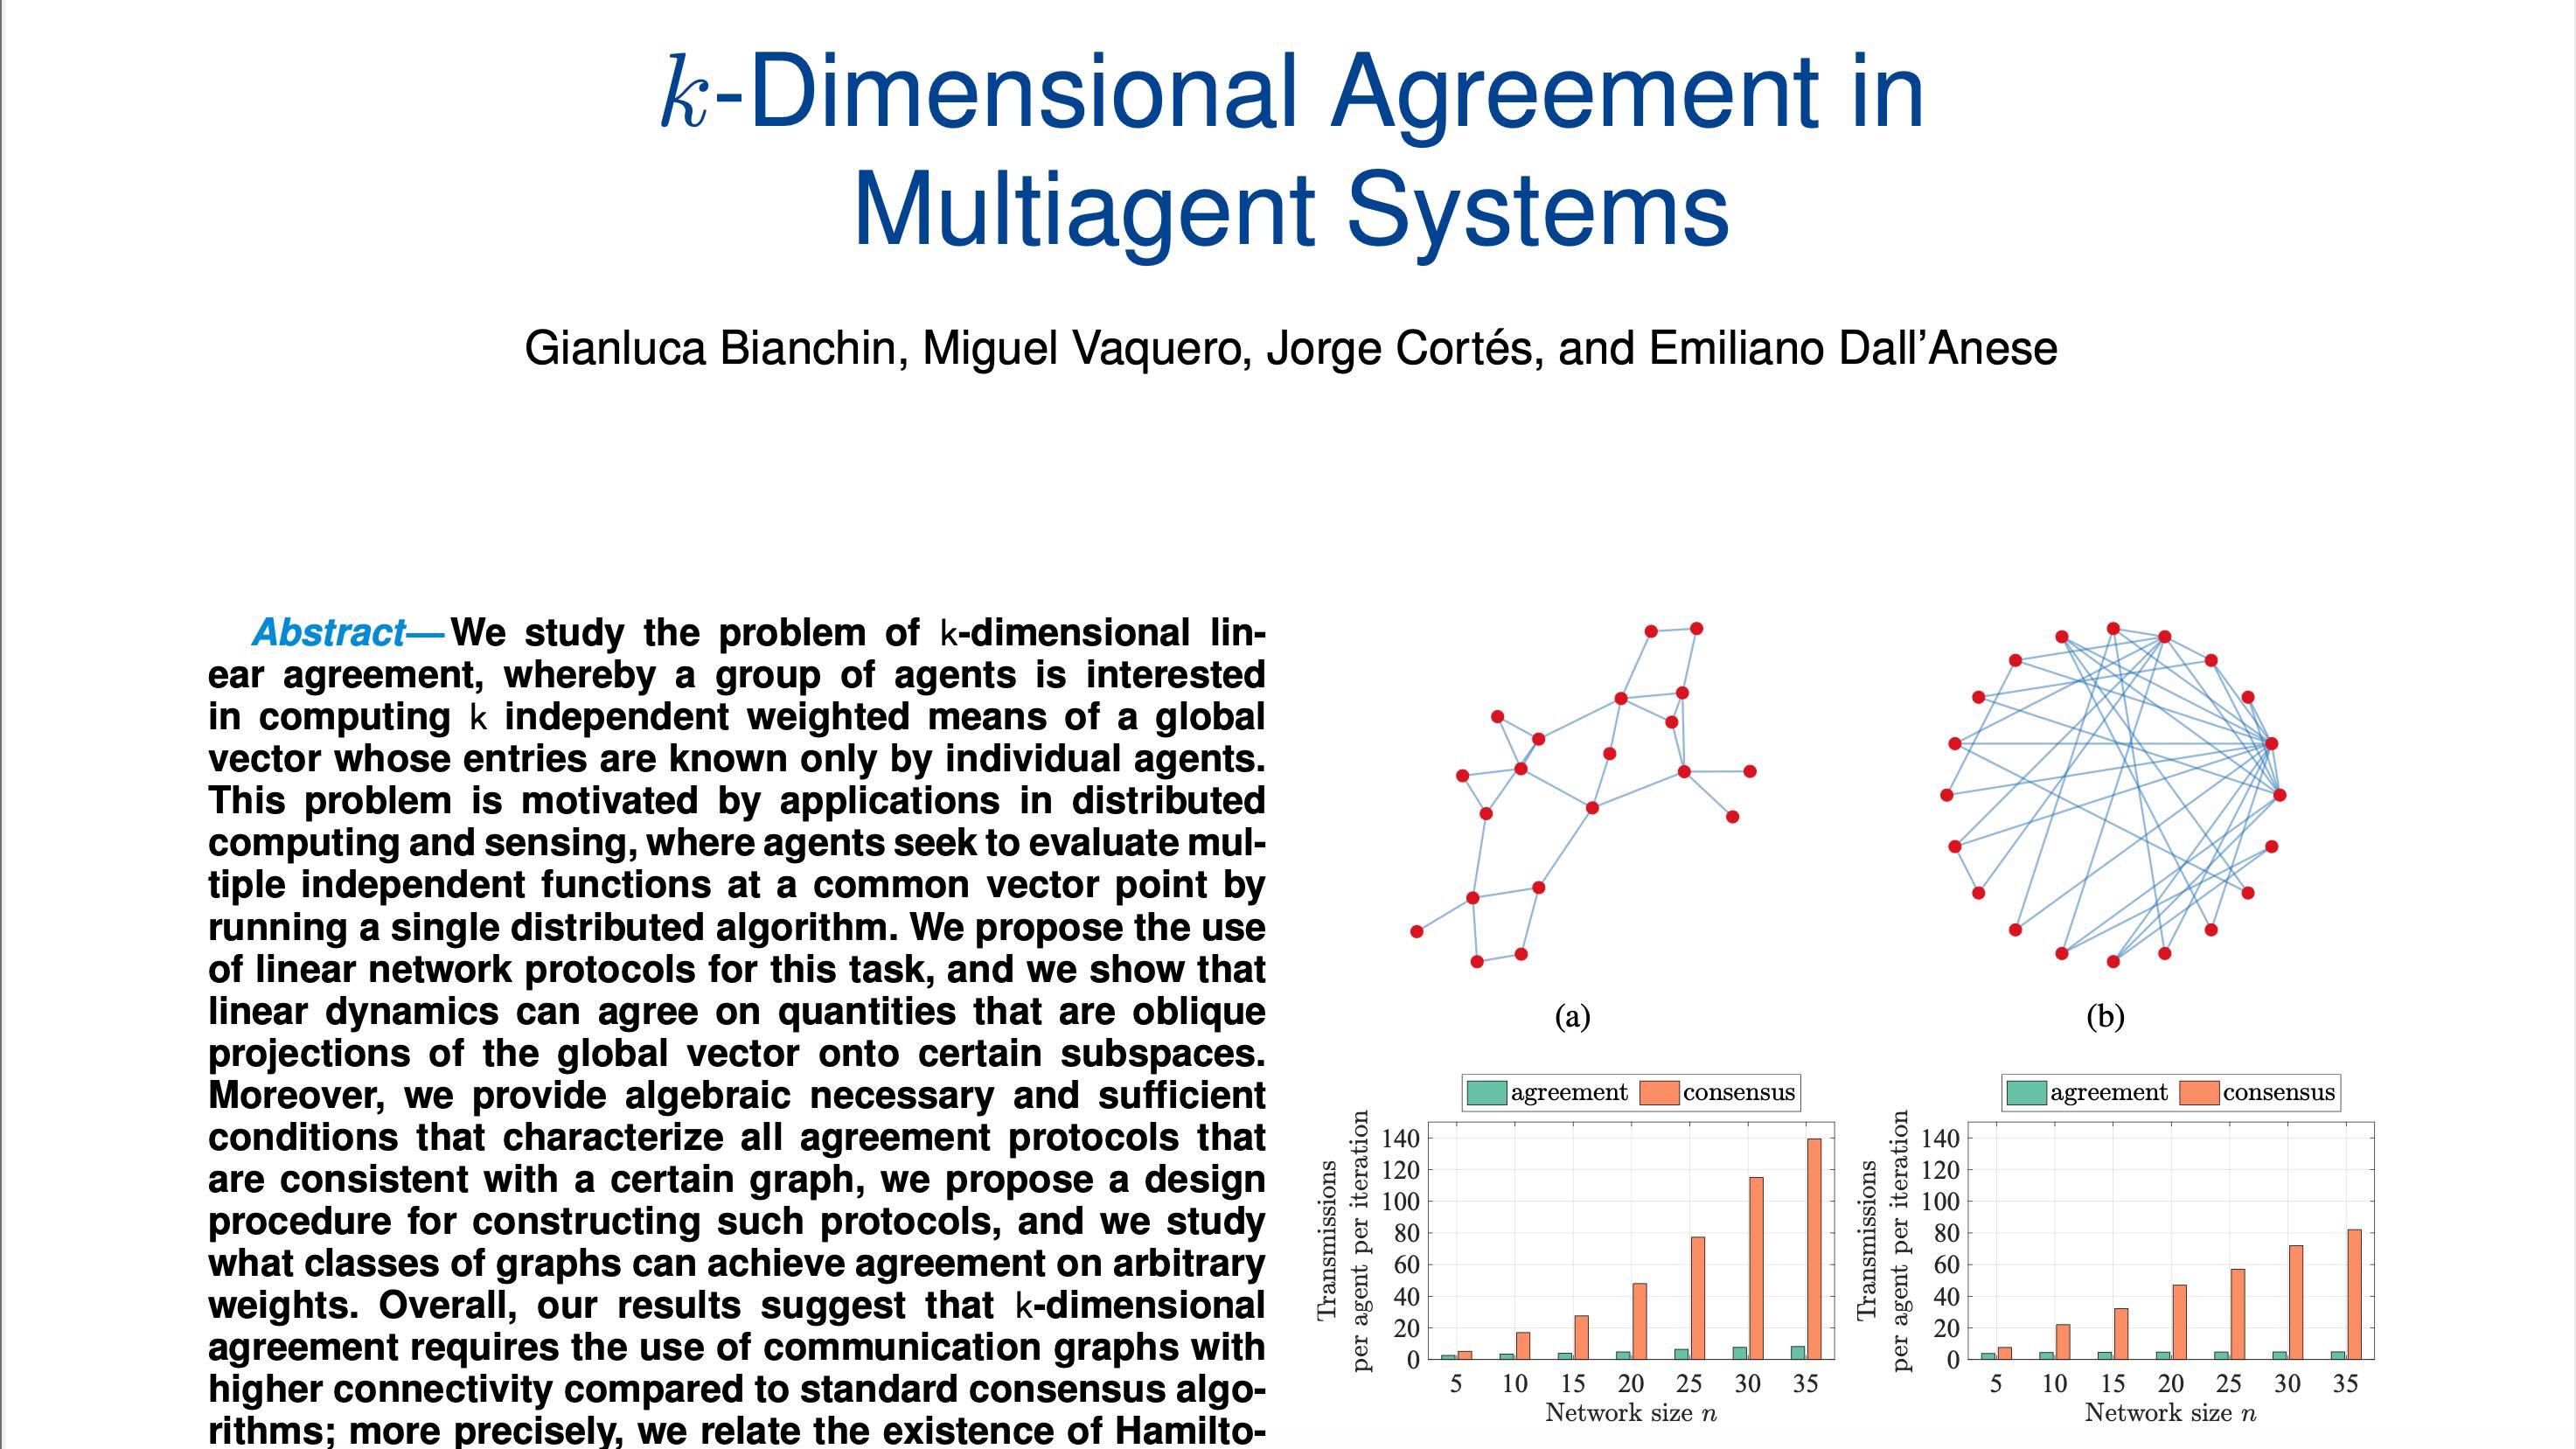 k-Dimensional Agreement in
Multiagent Systems
Gianluca Bianchin, Miguel Vaquero, Jorge Cortés, and Emiliano Dall’Anese
Abstract—We study the problem of k-dimensional lin-
ear agreement, whereby a group of agents is interested
in computing k independent weighted means of a global
vector whose entries are known only by individual agents.
This problem is motivated by applications in distributed
computing and sensing, where agents seek to evaluate mul-
tiple independent functions at a common vector point by
running a single distributed algorithm. We propose the use
of linear network protocols for this task, and we show that
linear dynamics can agree on quantities that are oblique
projections of the global vector onto certain subspaces.
Moreover, we provide algebraic necessary and sufficient
conditions that characterize all agreement protocols that
are consistent with a certain graph, we propose a design
procedure for constructing such protocols, and we study
what classes of graphs can achieve agreement on arbitrary
weights. Overall, our results suggest that k-dimensional
agreement requires the use of communication graphs with
higher connectivity compared to standard consensus algo-
rithms; more precisely, we relate the existence of Hamilto-
(a)
(b)
agreement consensus
Transmissions
per agent per iteration
140
120
100
80
60
40
20
0
5 10 15 20 25 30 35
Network size n
agreement consensus
Transmissions
per agent per iteration
140
120
100
80
60
40
20
0
5 10 15 20 25 30 35
Network size n